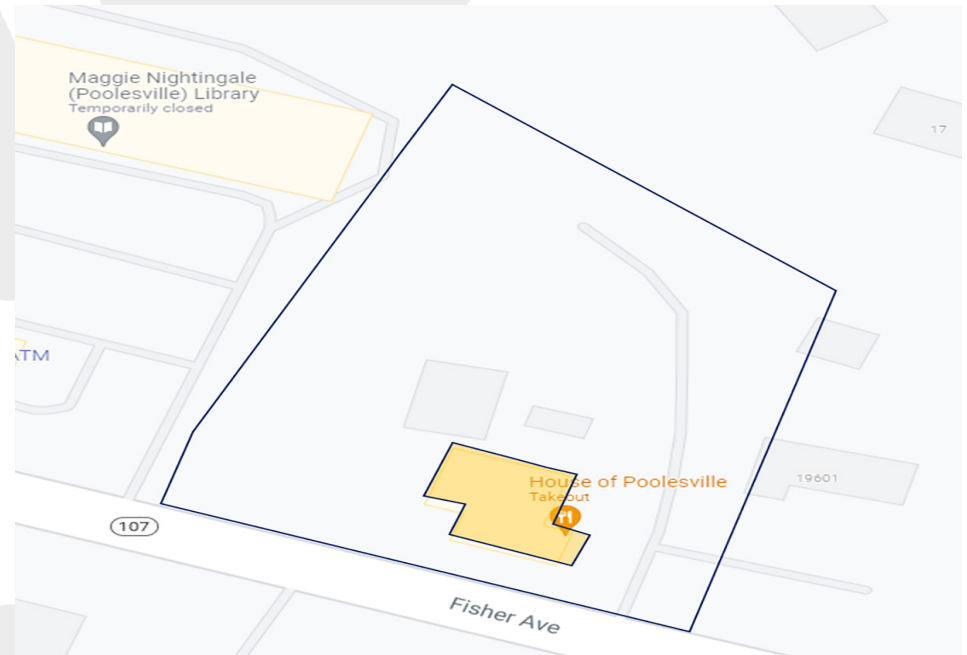 Maggie Nightingale
(Poolesville) Library
Temporarily closed
17
ATM
House of Poolesville
Takeout
19601
107
Fisher Ave